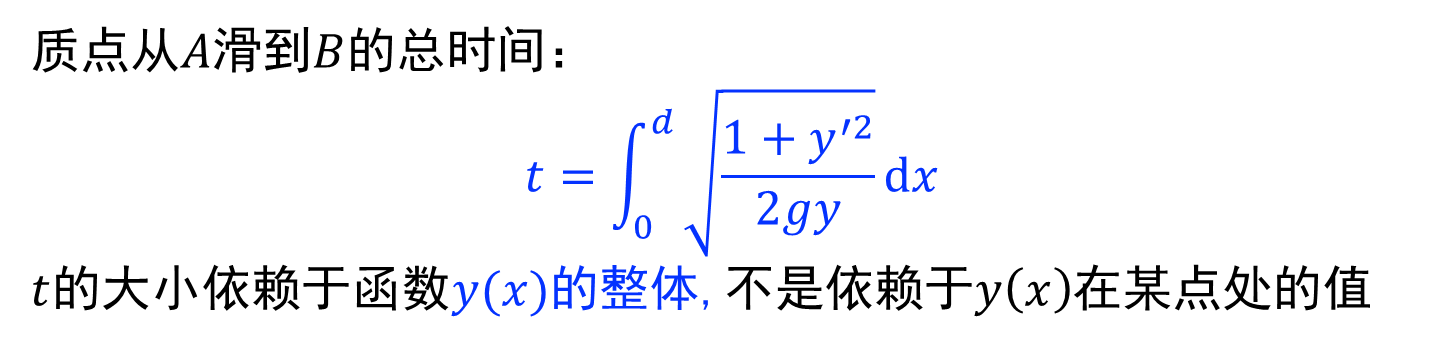 质点从A滑到B的总时间：
t = ∫₀ᵈ √((1 + y′²)/(2gy)) dx
t的大小依赖于函数y(x)的整体, 不是依赖于y(x)在某点处的值